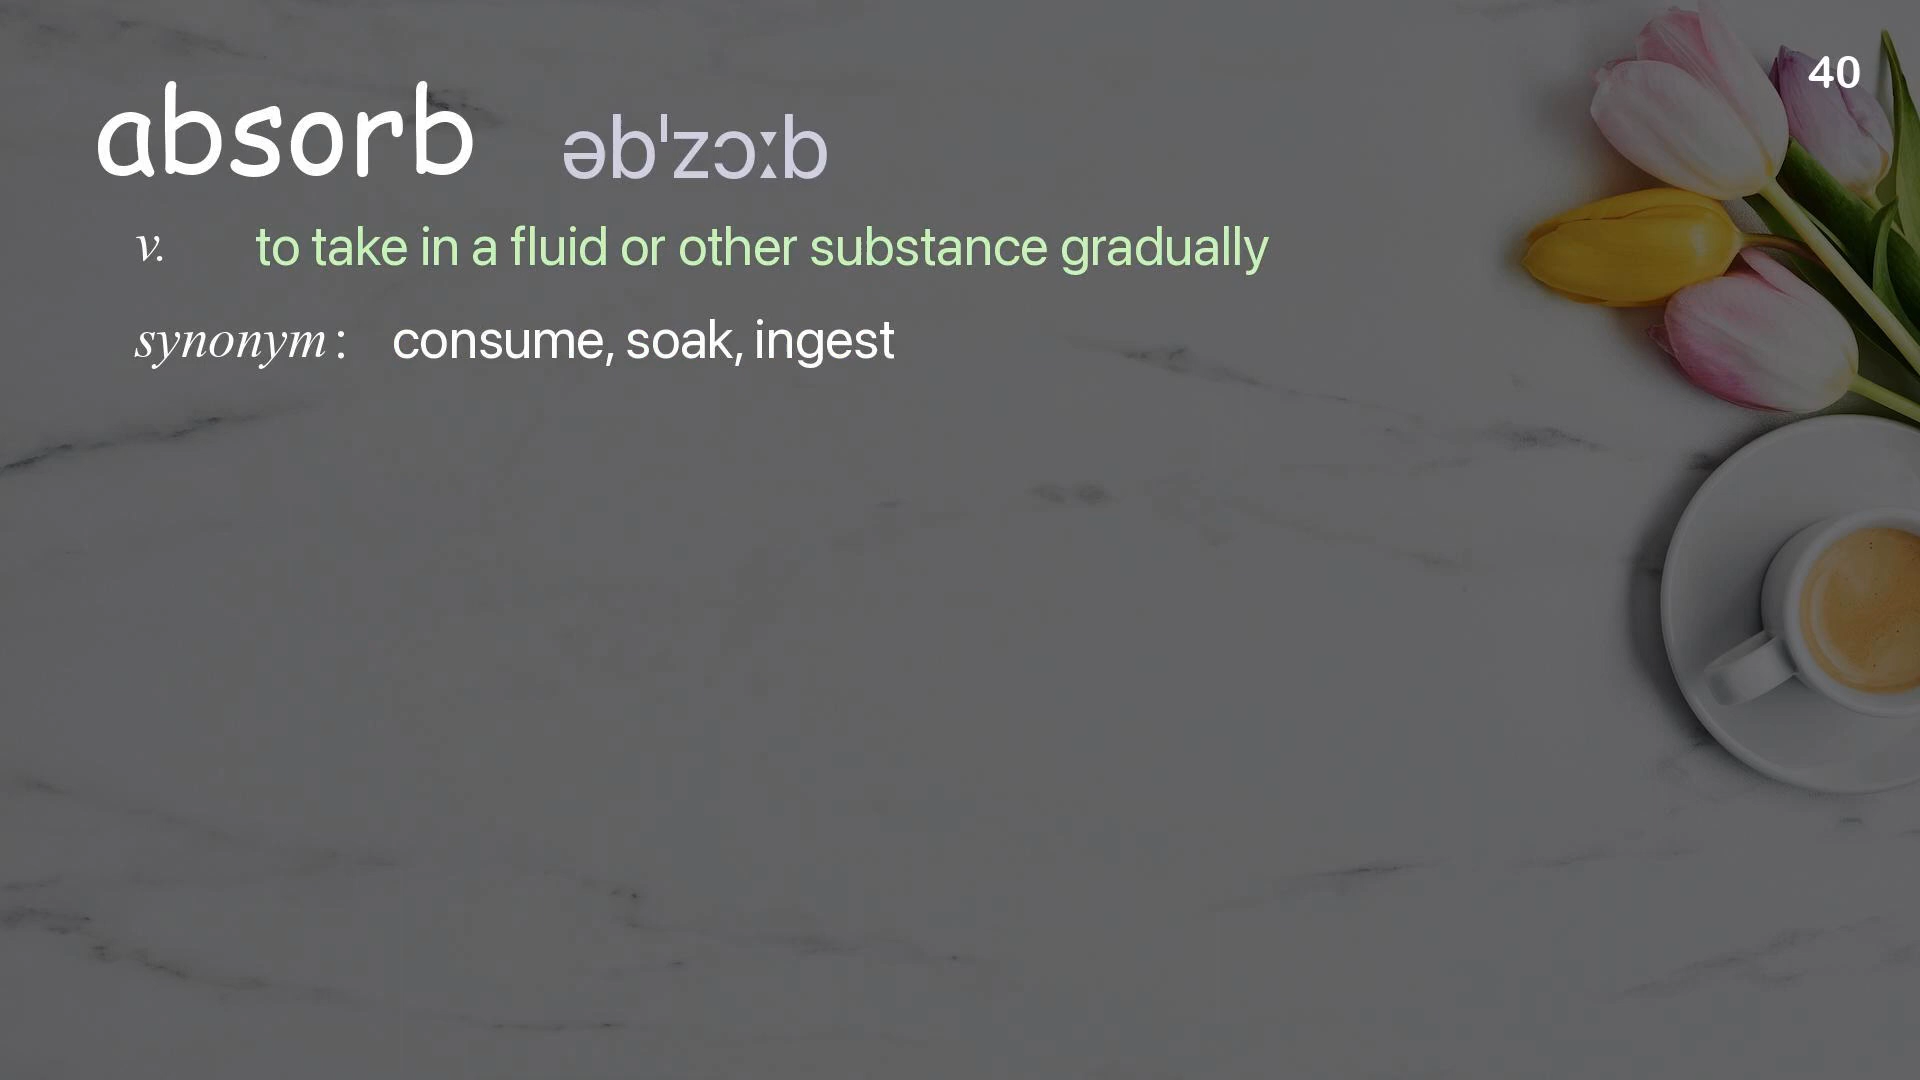 40
absorb əbˈzɔːb
v. to take in a fluid or other substance gradually
synonym : consume, soak, ingest